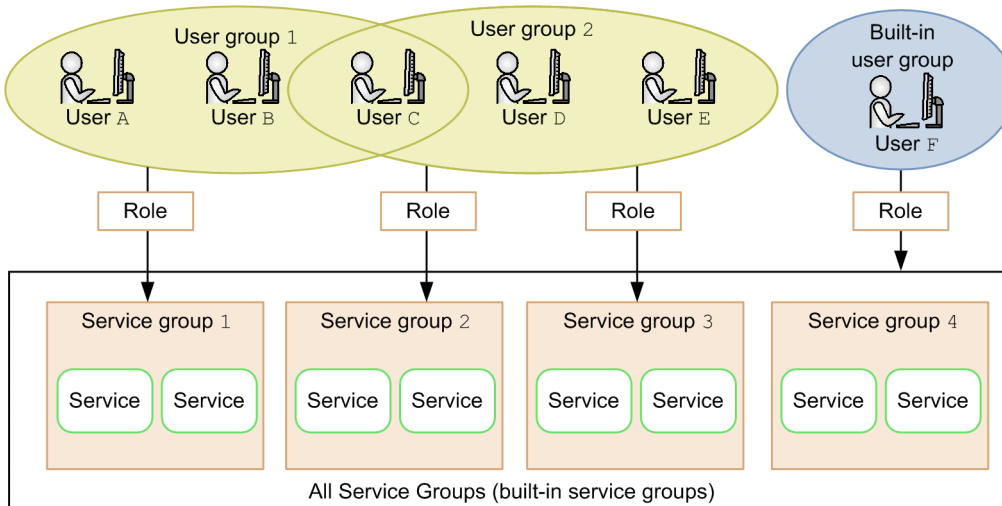 User group 1
User group 2
Built-in
user group
User A
User B
User C
User D
User E
User F
Role
Role
Role
Role
Service group 1
Service group 2
Service group 3
Service group 4
Service
Service
Service
Service
Service
Service
Service
Service
All Service Groups (built-in service groups)